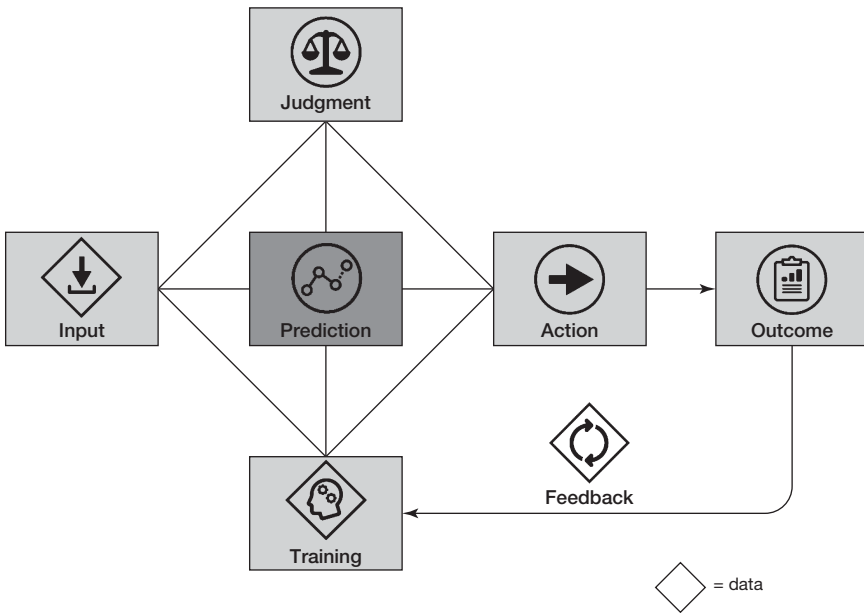 Judgment
Input
Prediction
Action
Outcome
Feedback
Training
= data